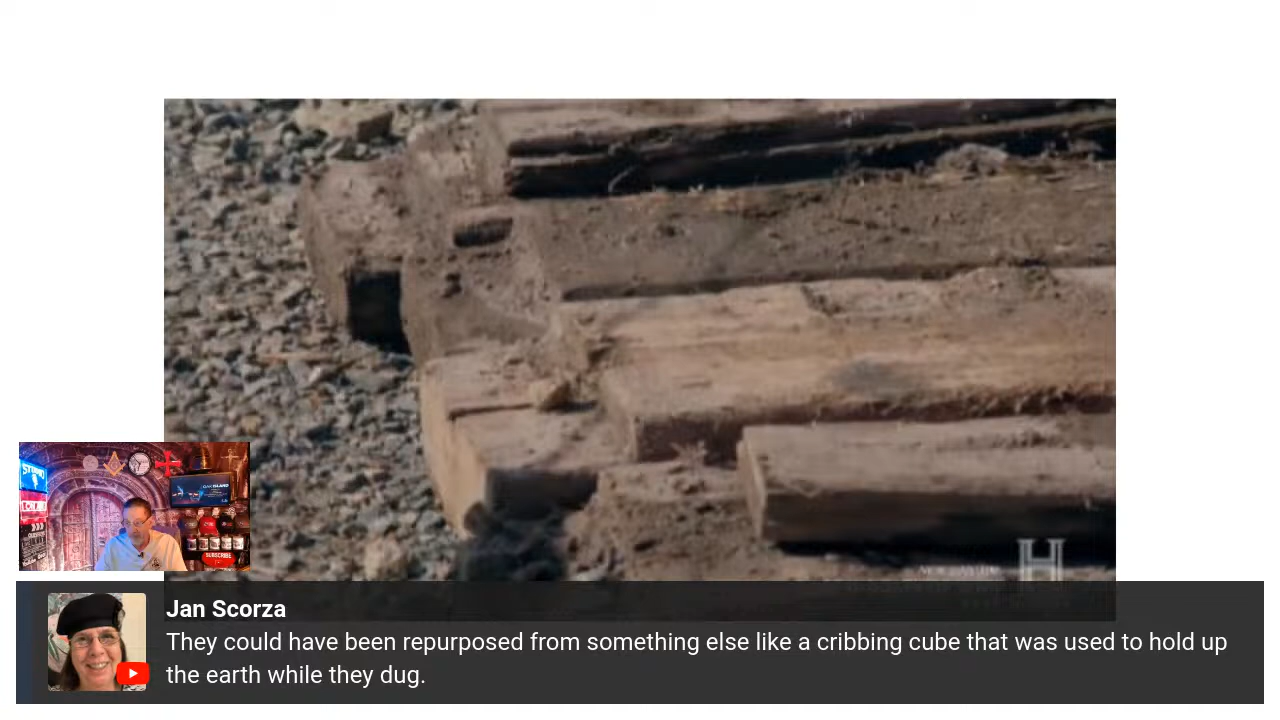 H
SUBSCRIBE
Jan Scorza
They could have been repurposed from something else like a cribbing cube that was used to hold up
the earth while they dug.